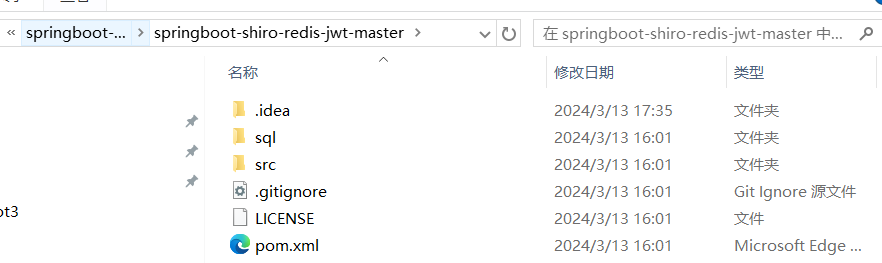 « springboot-... › springboot-shiro-redis-jwt-master › 在 springboot-shiro-redis-jwt-master 中...
名称 修改日期 类型
.idea 2024/3/13 17:35 文件夹
sql 2024/3/13 16:01 文件夹
src 2024/3/13 16:01 文件夹
.gitignore 2024/3/13 16:01 Git Ignore 源文件
ot3
LICENSE 2024/3/13 16:01 文件
pom.xml 2024/3/13 16:01 Microsoft Edge ...